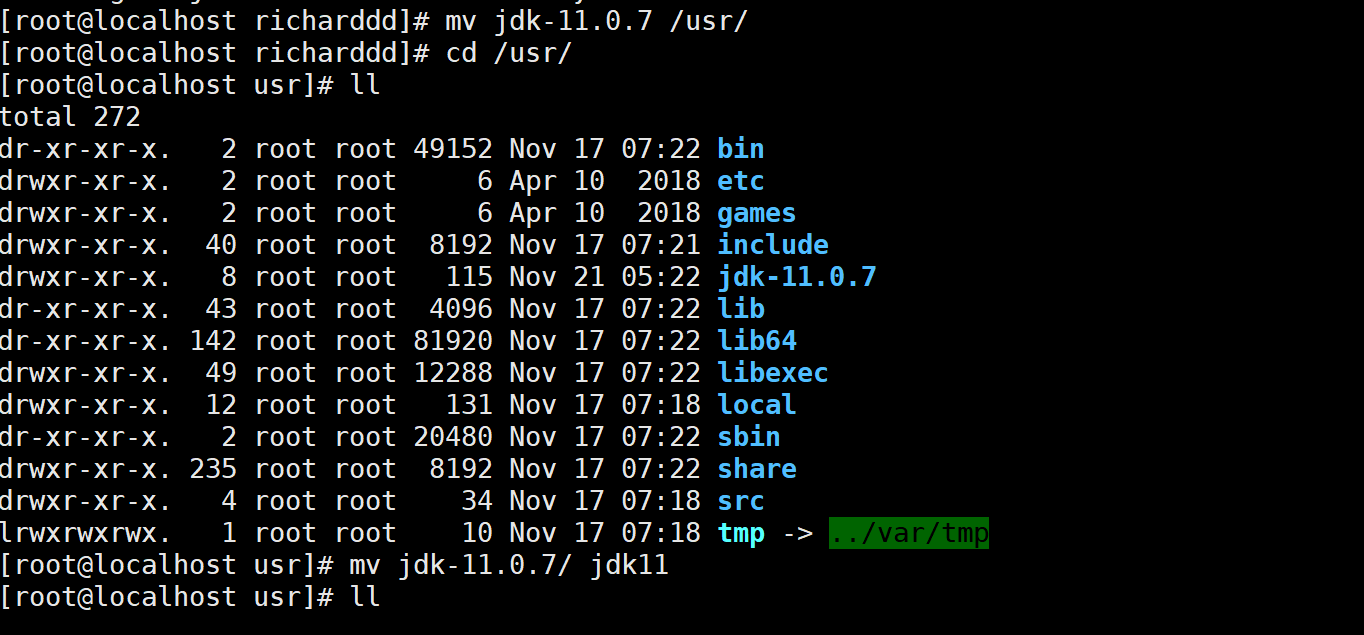 [root@localhost richarddd]# mv jdk-11.0.7 /usr/
[root@localhost richarddd]# cd /usr/
[root@localhost usr]# ll
total 272
dr-xr-xr-x.   2 root root 49152 Nov 17 07:22 bin
drwxr-xr-x.   2 root root     6 Apr 10  2018 etc
drwxr-xr-x.   2 root root     6 Apr 10  2018 games
drwxr-xr-x.  40 root root  8192 Nov 17 07:21 include
drwxr-xr-x.   8 root root   115 Nov 21 05:22 jdk-11.0.7
dr-xr-xr-x.  43 root root  4096 Nov 17 07:22 lib
dr-xr-xr-x. 142 root root 81920 Nov 17 07:22 lib64
drwxr-xr-x.  49 root root 12288 Nov 17 07:22 libexec
drwxr-xr-x.  12 root root   131 Nov 17 07:18 local
dr-xr-xr-x.   2 root root 20480 Nov 17 07:22 sbin
drwxr-xr-x. 235 root root  8192 Nov 17 07:22 share
drwxr-xr-x.   4 root root    34 Nov 17 07:18 src
lrwxrwxrwx.   1 root root    10 Nov 17 07:18 tmp -> ../var/tmp
[root@localhost usr]# mv jdk-11.0.7/ jdk11
[root@localhost usr]# ll